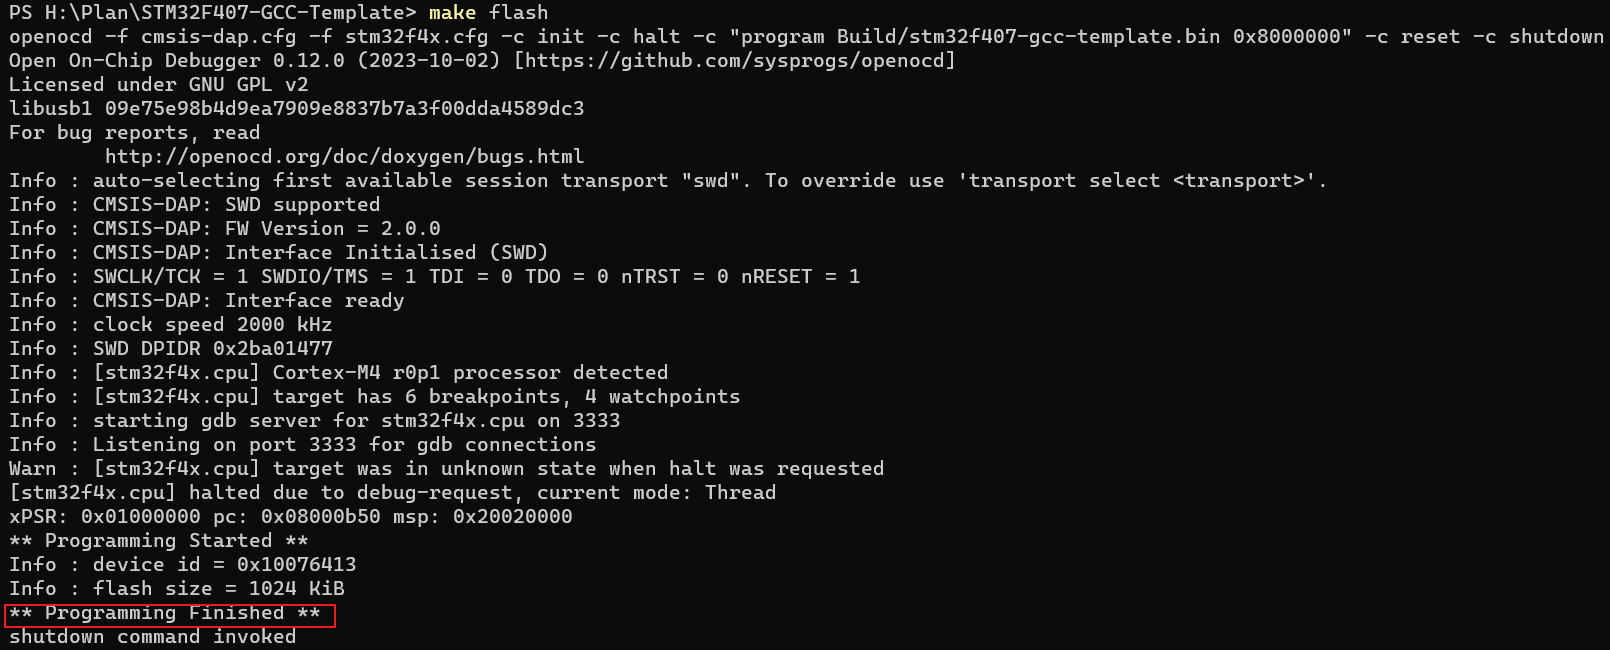 PS H:\Plan\STM32F407-GCC-Template> make flash
openocd -f cmsis-dap.cfg -f stm32f4x.cfg -c init -c halt -c "program Build/stm32f407-gcc-template.bin 0x8000000" -c reset -c shutdown
Open On-Chip Debugger 0.12.0 (2023-10-02) [https://github.com/sysprogs/openocd]
Licensed under GNU GPL v2
libusb1 09e75e98b4d9ea7909e8837b7a3f00dda4589dc3
For bug reports, read
        http://openocd.org/doc/doxygen/bugs.html
Info : auto-selecting first available session transport "swd". To override use 'transport select <transport>'.
Info : CMSIS-DAP: SWD supported
Info : CMSIS-DAP: FW Version = 2.0.0
Info : CMSIS-DAP: Interface Initialised (SWD)
Info : SWCLK/TCK = 1 SWDIO/TMS = 1 TDI = 0 TDO = 0 nTRST = 0 nRESET = 1
Info : CMSIS-DAP: Interface ready
Info : clock speed 2000 kHz
Info : SWD DPIDR 0x2ba01477
Info : [stm32f4x.cpu] Cortex-M4 r0p1 processor detected
Info : [stm32f4x.cpu] target has 6 breakpoints, 4 watchpoints
Info : starting gdb server for stm32f4x.cpu on 3333
Info : Listening on port 3333 for gdb connections
Warn : [stm32f4x.cpu] target was in unknown state when halt was requested
[stm32f4x.cpu] halted due to debug-request, current mode: Thread
xPSR: 0x01000000 pc: 0x08000b50 msp: 0x20020000
** Programming Started **
Info : device id = 0x10076413
Info : flash size = 1024 KiB
** Programming Finished **
shutdown command invoked